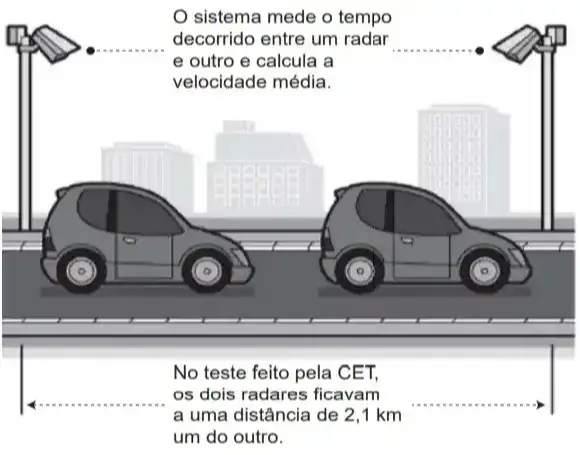 O sistema mede o tempo
decorrido entre um radar
e outro e calcula a
velocidade média.
No teste feito pela CET,
os dois radares ficavam
a uma distância de 2,1 km
um do outro.